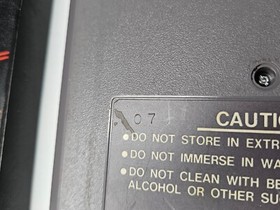 07
CAUTIO
• DO NOT STORE IN EXTR
• DO NOT IMMERSE IN WA
• DO NOT CLEAN WITH BE
ALCOHOL OR OTHER SU